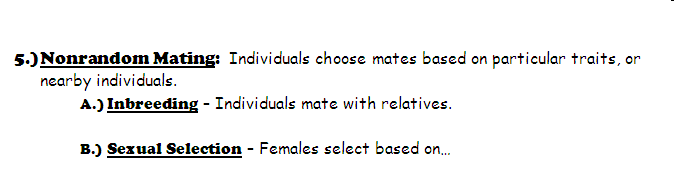 5.)Nonrandom Mating: Individuals choose mates based on particular traits, or
nearby individuals.
A.) Inbreeding - Individuals mate with relatives.
B.) Sexual Selection - Females select based on...